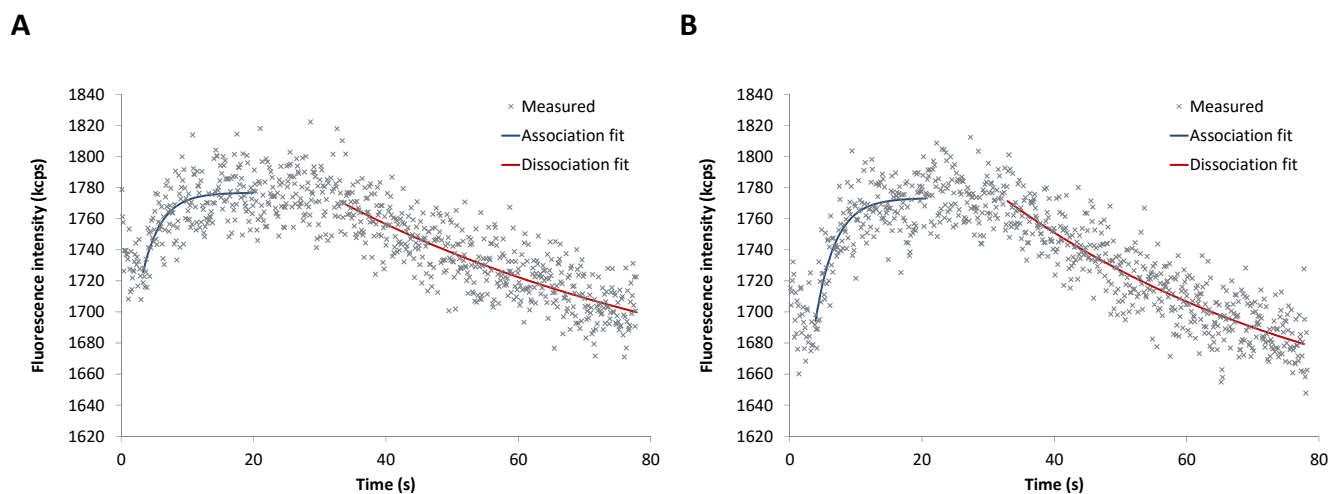 A
1840
1820
1800
1780
1760
1740
1720
1700
1680
1660
1640
1620
0
20
40
60
80
Fluorescence intensity (kcps)
Time (s)
Measured
Association fit
Dissociation fit
B
1840
1820
1800
1780
1760
1740
1720
1700
1680
1660
1640
1620
0
20
40
60
80
Fluorescence intensity (kcps)
Time (s)
Measured
Association fit
Dissociation fit